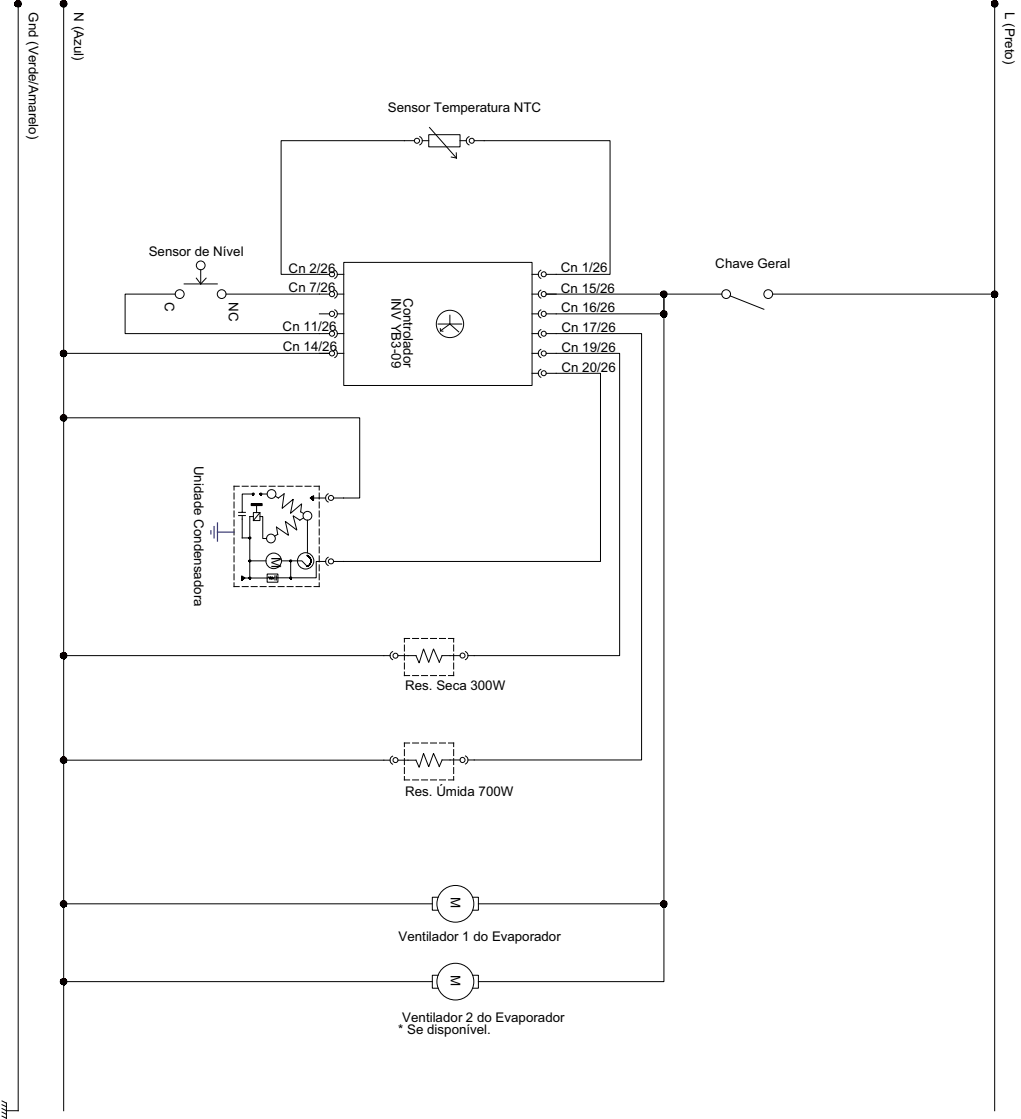 Gnd (Verde/Amarelo)
N (Azul)
L (Preto)
Sensor Temperatura NTC
Sensor de Nível
C
NC
Cn 2/26
Cn 7/26
Cn 11/26
Cn 14/26
Controlador
INV YB3-09
Cn 1/26
Cn 15/26
Cn 16/26
Cn 17/26
Cn 19/26
Cn 20/26
Chave Geral
Unidade Condensadora
M
Res. Seca 300W
Res. Úmida 700W
M
Ventilador 1 do Evaporador
M
Ventilador 2 do Evaporador
* Se disponível.